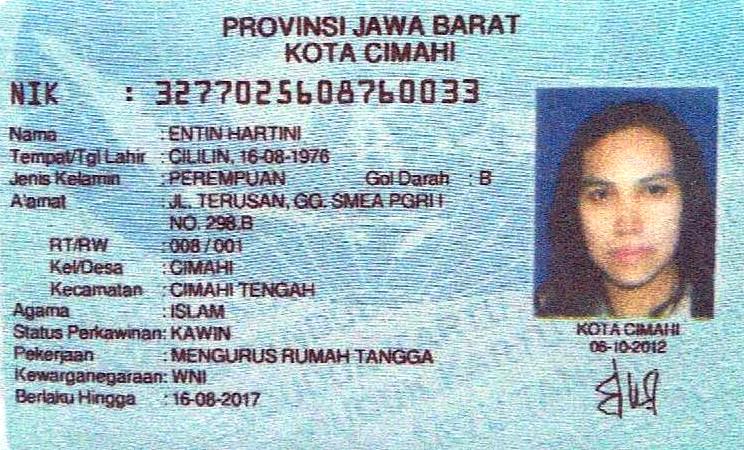 PROVINSI JAWA BARAT
KOTA CIMAHI
NIK : 3277025608760033
Nama : ENTIN HARTINI
Tempat/Tgl Lahir : CILILIN, 16-08-1976
Jenis Kelamin : PEREMPUAN Gol Darah : B
Alamat : JL. TERUSAN, GG. SMEA PGRI I
NO. 298.B
RT/RW : 008 / 001
Kel/Desa : CIMAHI
Kecamatan : CIMAHI TENGAH
Agama : ISLAM
Status Perkawinan: KAWIN
Pekerjaan : MENGURUS RUMAH TANGGA
Kewarganegaraan: WNI
Berlaku Hingga : 16-08-2017
KOTA CIMAHI
06-10-2012